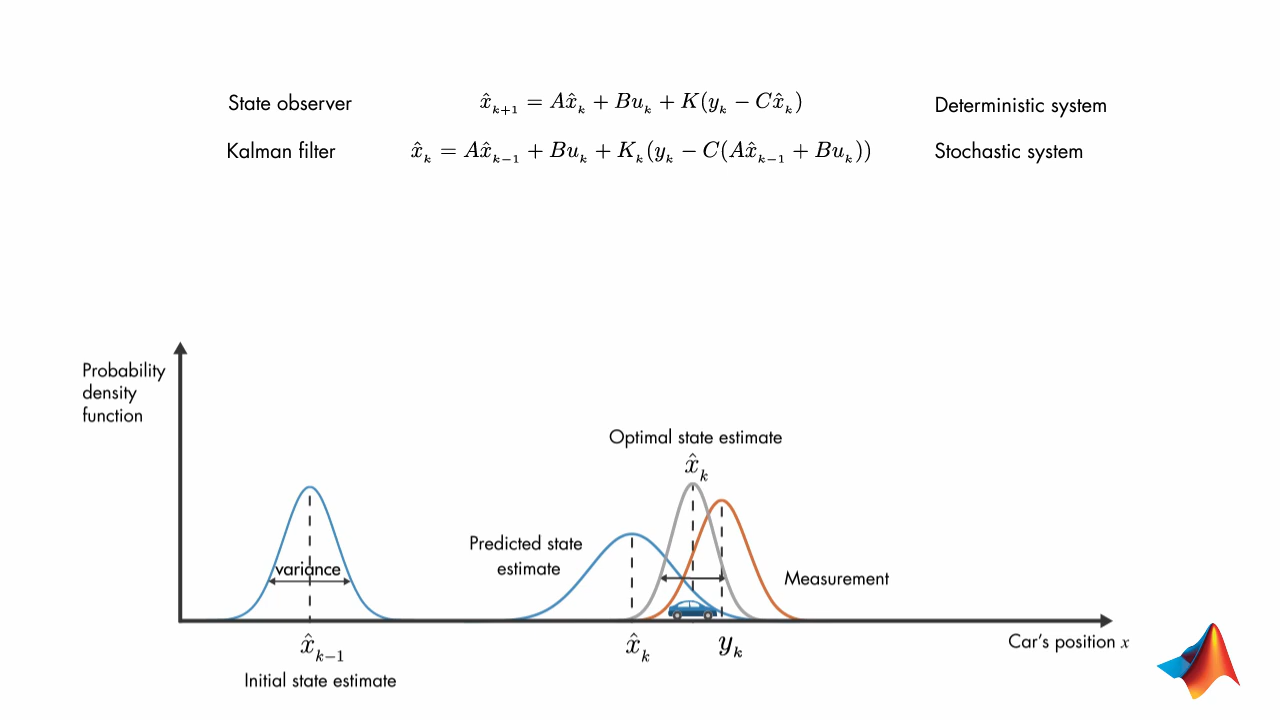 State observer x̂ₖ₊₁ = Ax̂ₖ + Buₖ + K(yₖ − Cx̂ₖ) Deterministic system
Kalman filter x̂ₖ = Ax̂ₖ₋₁ + Buₖ + Kₖ(yₖ − C(Ax̂ₖ₋₁ + Buₖ)) Stochastic system
Probability
density
function
Optimal state estimate
x̂ₖ
Predicted state
estimate
variance
Measurement
x̂ₖ₋₁
x̂ₖ
yₖ
Car's position x
Initial state estimate